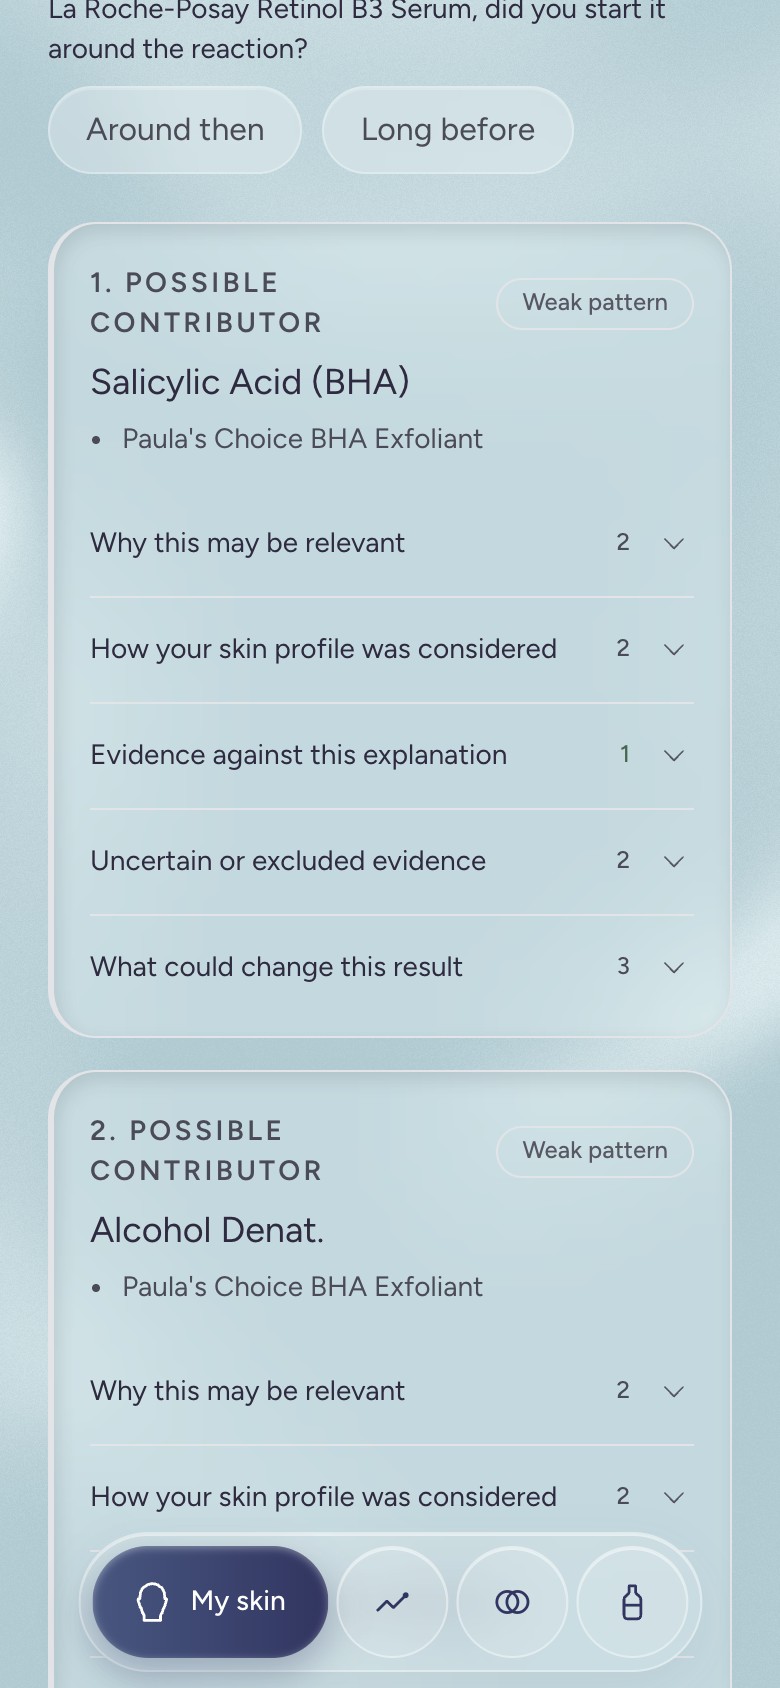 La Roche-Posay Retinol B3 Serum, did you start it
around the reaction?
Around then
Long before
1. POSSIBLE
CONTRIBUTOR
Weak pattern
Salicylic Acid (BHA)
• Paula's Choice BHA Exfoliant
Why this may be relevant 2
How your skin profile was considered 2
Evidence against this explanation 1
Uncertain or excluded evidence 2
What could change this result 3
2. POSSIBLE
CONTRIBUTOR
Weak pattern
Alcohol Denat.
• Paula's Choice BHA Exfoliant
Why this may be relevant 2
How your skin profile was considered 2
My skin